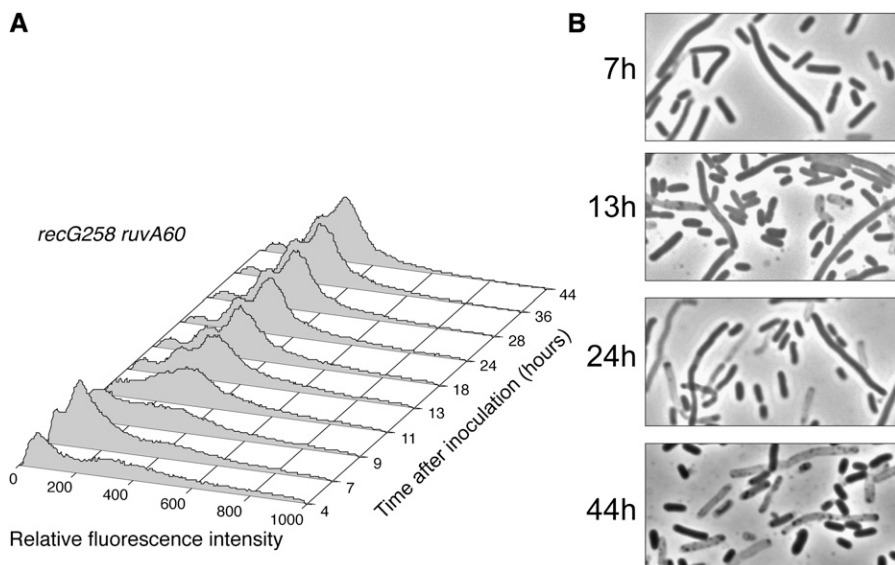 A
recG258 ruvA60
44
36
28
24
18
13
11
9
7
4
0
200
400
600
800
1000
Time after inoculation (hours)
Relative fluorescence intensity
B
7h
13h
24h
44h